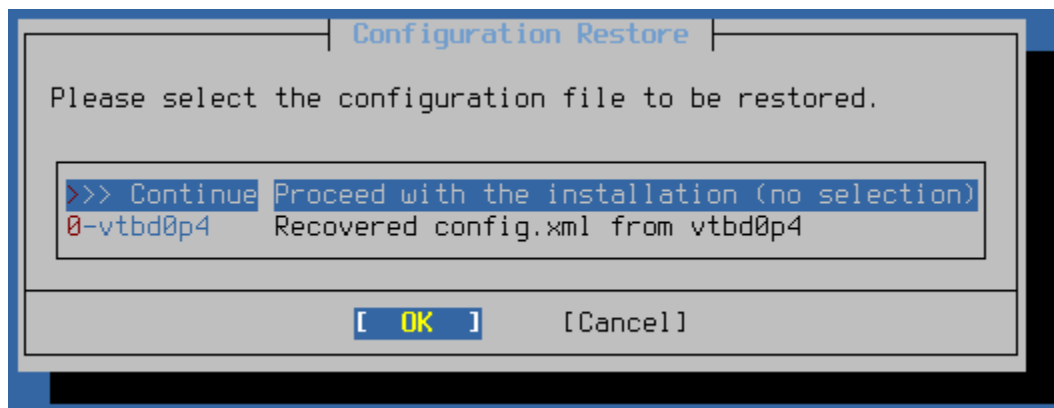 Configuration Restore
Please select the configuration file to be restored.
>>> Continue Proceed with the installation (no selection)
0-vtbd0p4 Recovered config.xml from vtbd0p4
[ OK ] [Cancel]